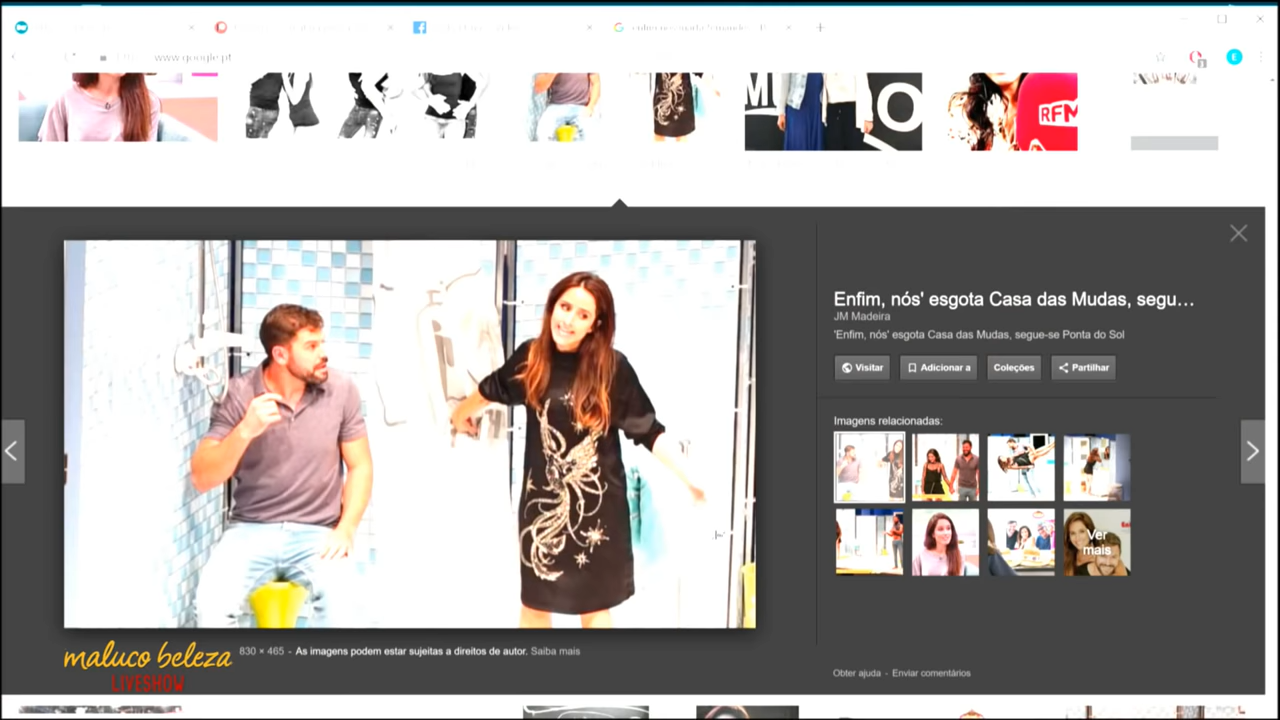 www.google.pt
M
O
RFM
Enfim, nós' esgota Casa das Mudas, segu…
JM Madeira
'Enfim, nós' esgota Casa das Mudas, segue-se Ponta do Sol
Visitar
Adicionar a
Coleções
Partilhar
Imagens relacionadas:
Ver
mais
maluco beleza
LIVESHOW
830 × 465 - As imagens podem estar sujeitas a direitos de autor. Saiba mais
Obter ajuda - Enviar comentários